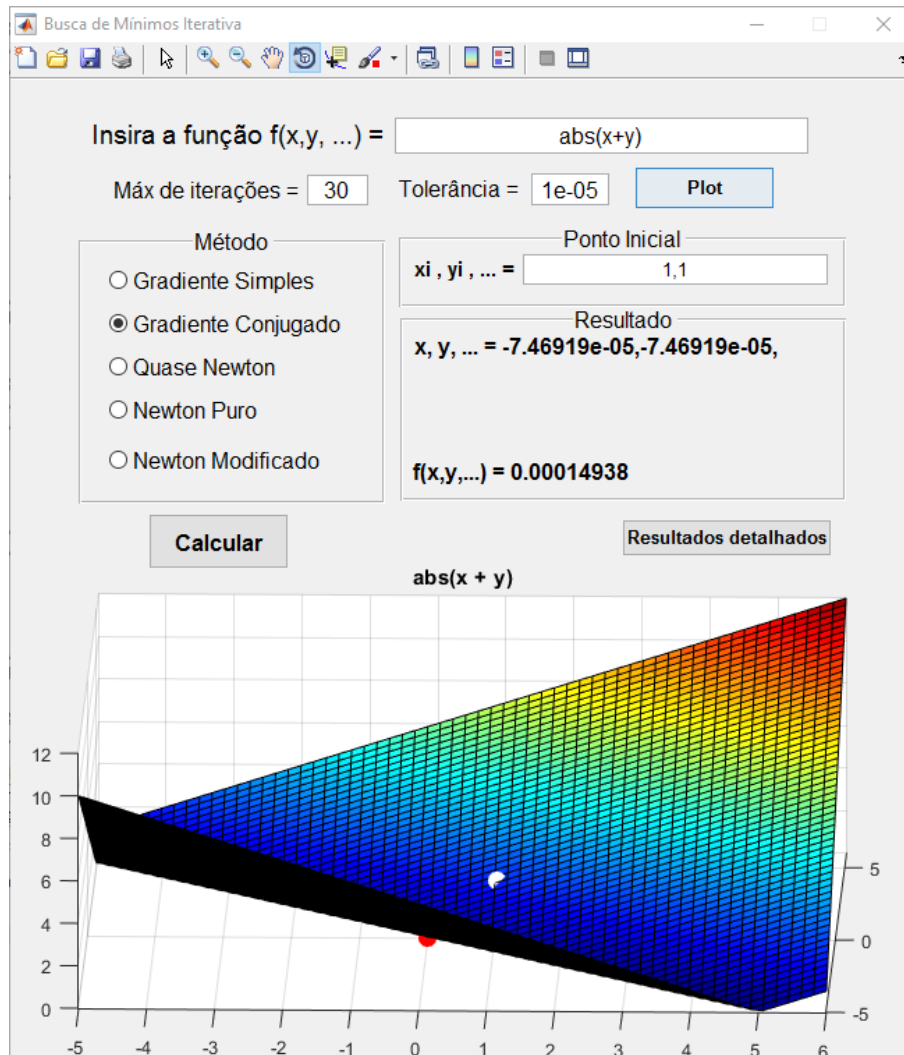 Busca de Mínimos Iterativa
Insira a função f(x,y, ...) = abs(x+y)
Máx de iterações = 30 Tolerância = 1e-05 Plot
Método
Gradiente Simples
Gradiente Conjugado
Quase Newton
Newton Puro
Newton Modificado
Ponto Inicial
xi , yi , ... = 1,1
Resultado
x, y, ... = -7.46919e-05,-7.46919e-05,
f(x,y,...) = 0.00014938
Calcular
Resultados detalhados
abs(x + y)
12
10
8
6
4
2
0
5
0
-5
-5 -4 -3 -2 -1 0 1 2 3 4 5 6